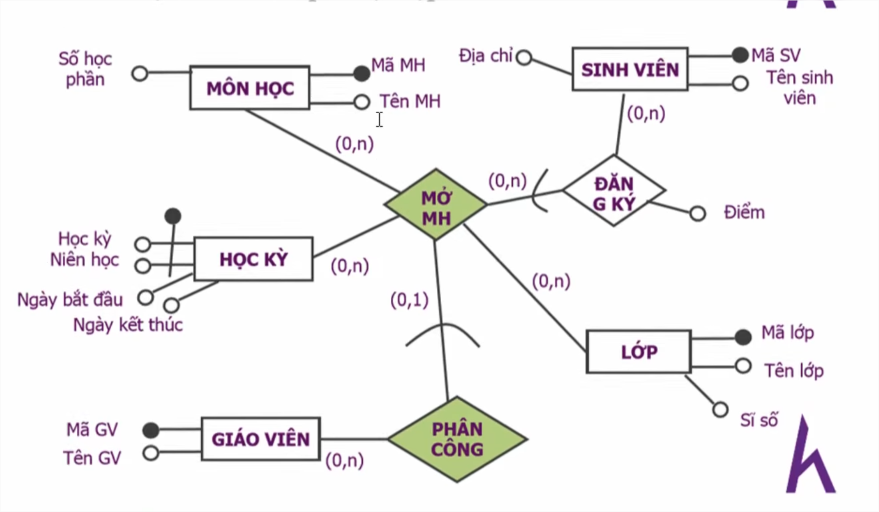 Số học
phần
MÔN HỌC
Mã MH
Tên MH
Địa chỉ
SINH VIÊN
Mã SV
Tên sinh
viên
(0,n)
(0,n)
(0,n)
MỞ
MH
ĐĂN
G KÝ
Điểm
Học kỳ
Niên học
HỌC KỲ
(0,n)
Ngày bắt đầu
Ngày kết thúc
(0,1)
(0,n)
LỚP
Mã lớp
Tên lớp
Sĩ số
Mã GV
Tên GV
GIÁO VIÊN
(0,n)
PHÂN
CÔNG